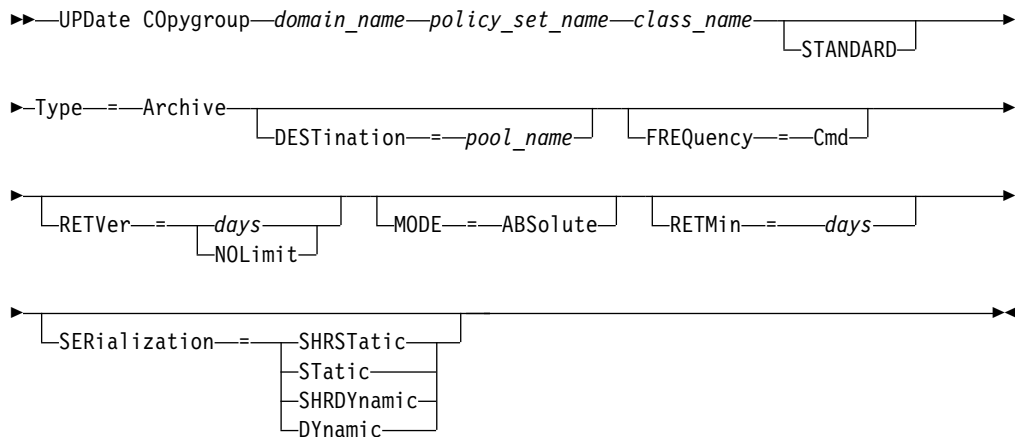 UPDate COpygroup domain_name policy_set_name class_name
STANDARD
Type = Archive
DESTination = pool_name
FREQuency = Cmd
RETVer = days
NOLimit
MODE = ABSolute
RETMin = days
SERialization = SHRSTatic
STatic
SHRDYnamic
DYnamic